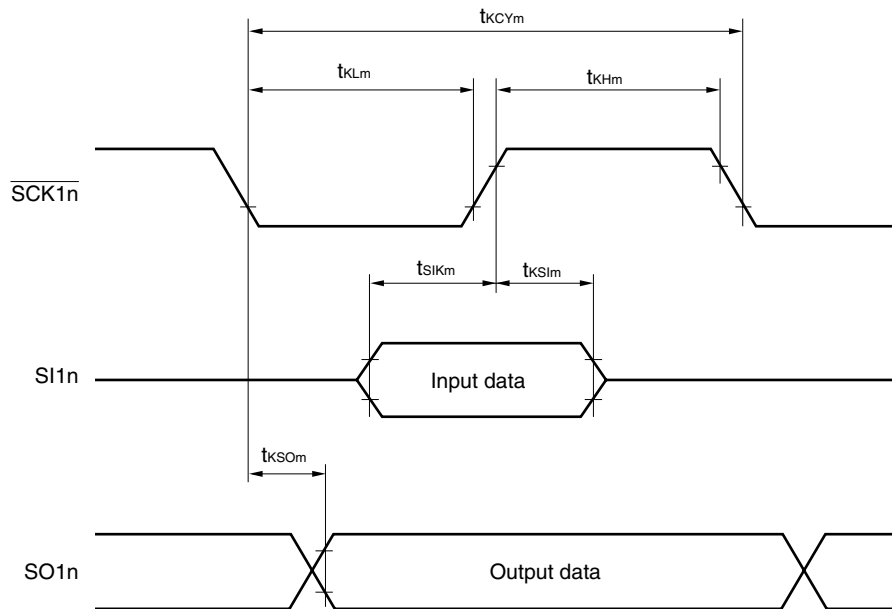 tKCYm
tKLm
tKHm
SCK1n
tSIKm
tKSIm
SI1n
Input data
tKSOm
SO1n
Output data